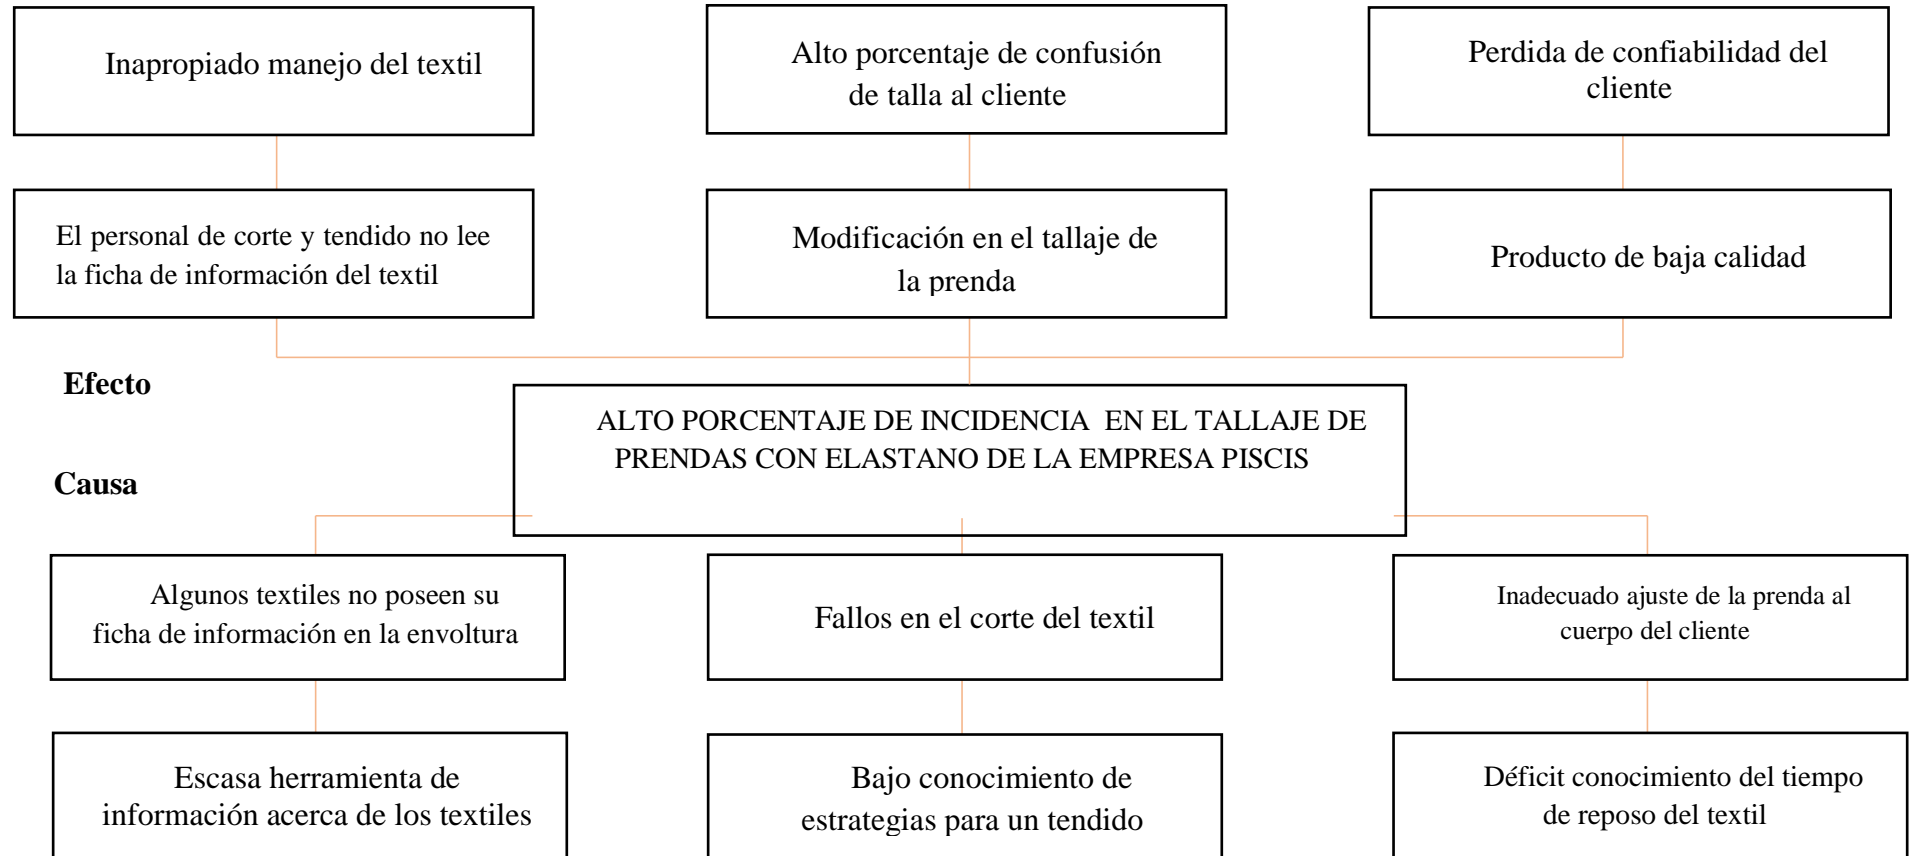 Inapropiado manejo del textil
Alto porcentaje de confusión
de talla al cliente
Perdida de confiabilidad del
cliente
El personal de corte y tendido no lee
la ficha de información del textil
Modificación en el tallaje de
la prenda
Producto de baja calidad
Efecto
ALTO PORCENTAJE DE INCIDENCIA EN EL TALLAJE DE
PRENDAS CON ELASTANO DE LA EMPRESA PISCIS
Causa
Algunos textiles no poseen su
ficha de información en la envoltura
Fallos en el corte del textil
Inadecuado ajuste de la prenda al
cuerpo del cliente
Escasa herramienta de
información acerca de los textiles
Bajo conocimiento de
estrategias para un tendido
Déficit conocimiento del tiempo
de reposo del textil